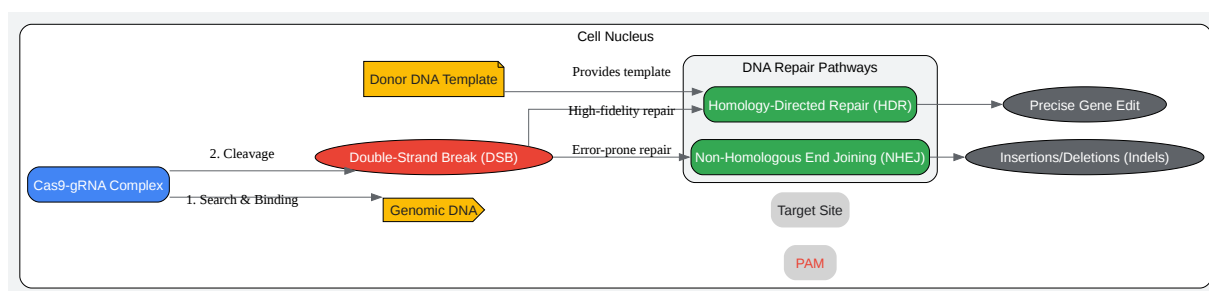 Cell Nucleus
Donor DNA Template
Provides template
DNA Repair Pathways
Homology-Directed Repair (HDR)
Precise Gene Edit
High-fidelity repair
2. Cleavage
Double-Strand Break (DSB)
Error-prone repair
Non-Homologous End Joining (NHEJ)
Insertions/Deletions (Indels)
Cas9-gRNA Complex
1. Search & Binding
Genomic DNA
Target Site
PAM